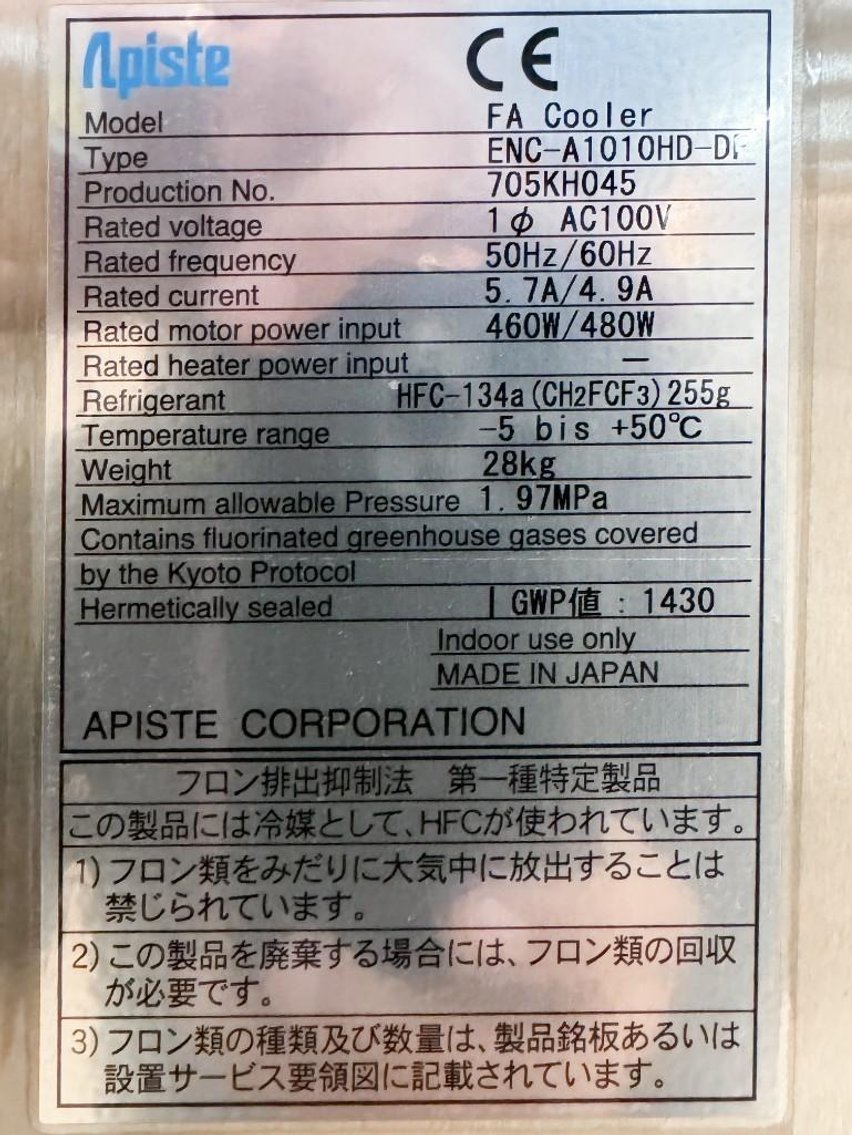 Apiste CE
Model FA Cooler
Type ENC-A1010HD-DF
Production No. 705KH045
Rated voltage 1φ AC100V
Rated frequency 50Hz/60Hz
Rated current 5.7A/4.9A
Rated motor power input 460W/480W
Rated heater power input —
Refrigerant HFC-134a(CH2FCF3)255g
Temperature range -5 bis +50℃
Weight 28kg
Maximum allowable Pressure 1.97MPa
Contains fluorinated greenhouse gases covered
by the Kyoto Protocol
Hermetically sealed | GWP値：1430
Indoor use only
MADE IN JAPAN
APISTE CORPORATION
フロン排出抑制法 第一種特定製品
この製品には冷媒として、HFCが使われています。
1) フロン類をみだりに大気中に放出することは
禁じられています。
2) この製品を廃棄する場合には、フロン類の回収
が必要です。
3) フロン類の種類及び数量は、製品銘板あるいは
設置サービス要領図に記載されています。